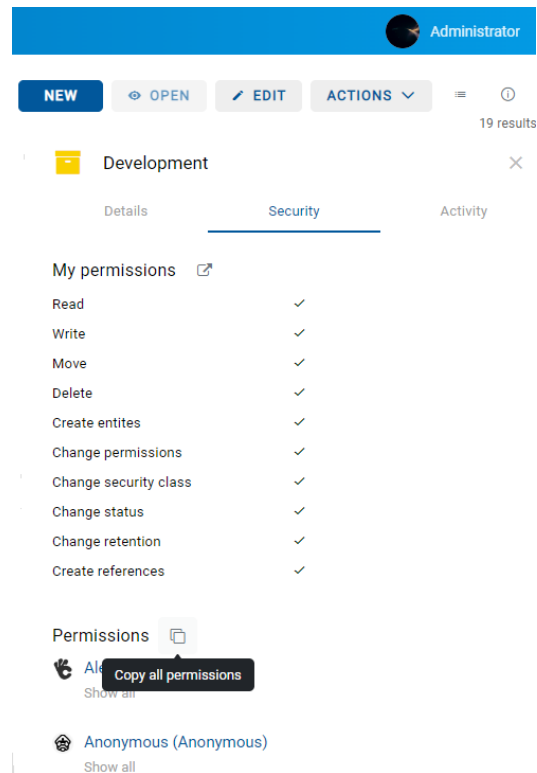 Administrator
NEW OPEN EDIT ACTIONS
19 results
Development
Details Security Activity
My permissions
Read
Write
Move
Delete
Create entites
Change permissions
Change security class
Change status
Change retention
Create references
Permissions
Copy all permissions
Show all
Anonymous (Anonymous)
Show all